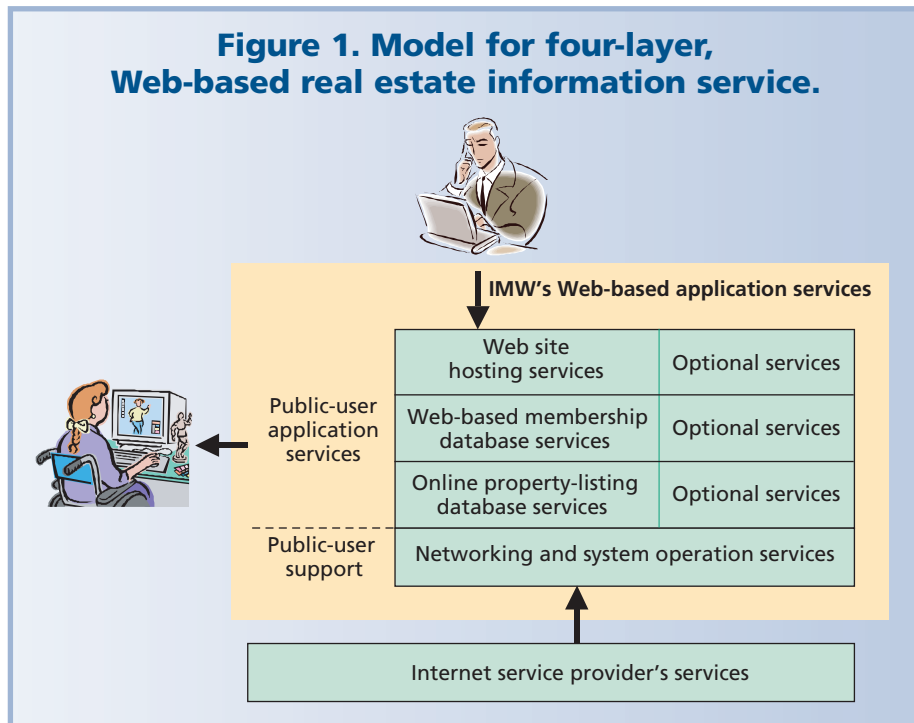 Figure 1. Model for four-layer,
Web-based real estate information service.
IMW's Web-based application services
Public-user
application
services
Web site
hosting services
Optional services
Web-based membership
database services
Optional services
Online property-listing
database services
Optional services
Public-user
support
Networking and system operation services
Internet service provider's services